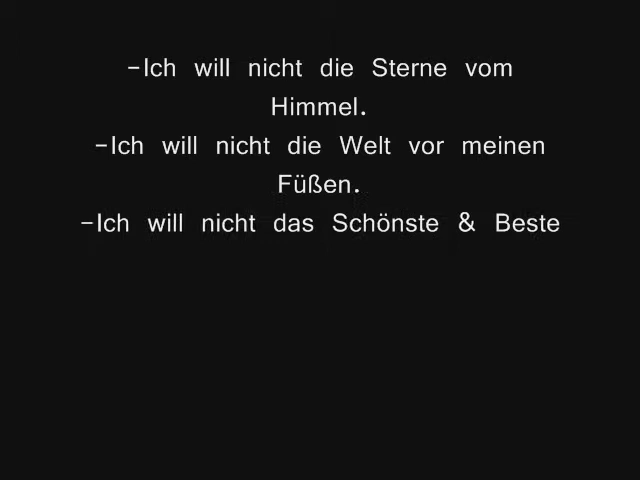 -Ich will nicht die Sterne vom
Himmel.
-Ich will nicht die Welt vor meinen
Füßen.
-Ich will nicht das Schönste & Beste